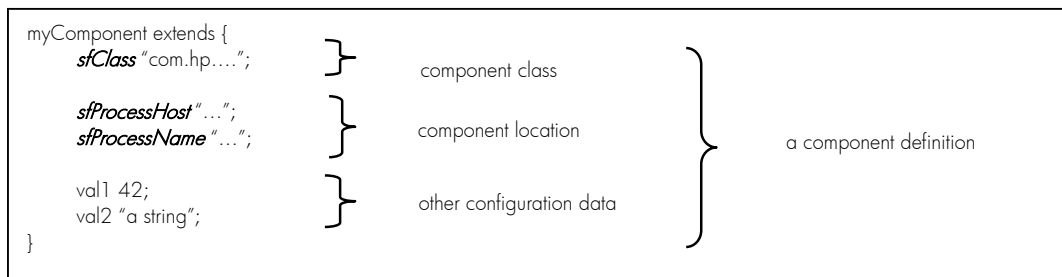 myComponent extends {
sfClass “com.hp….”;
component class
sfProcessHost “…”;
sfProcessName “…”;
component location
a component definition
val1 42;
val2 “a string”;
other configuration data
}